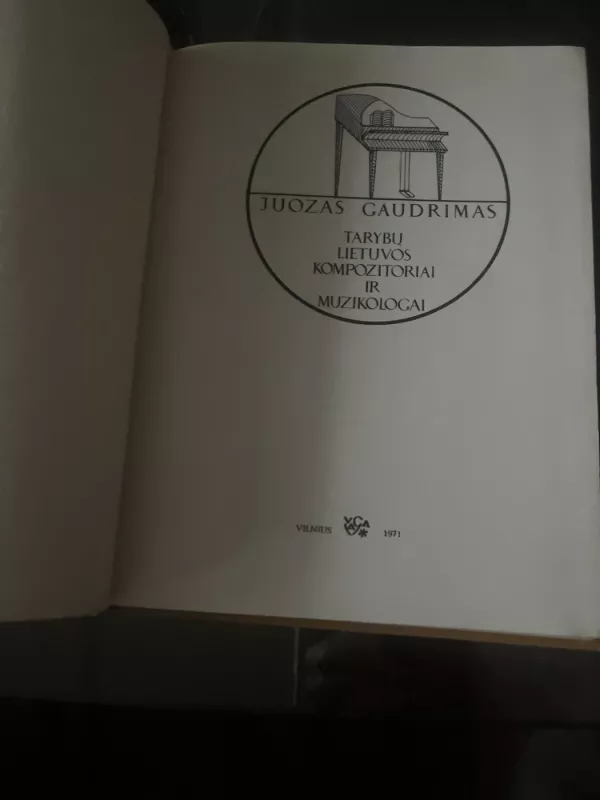 JUOZAS GAUDRIMAS
TARYBŲ
LIETUVOS
KOMPOZITORIAI
IR
MUZIKOLOGAI
VILNIUS 1971